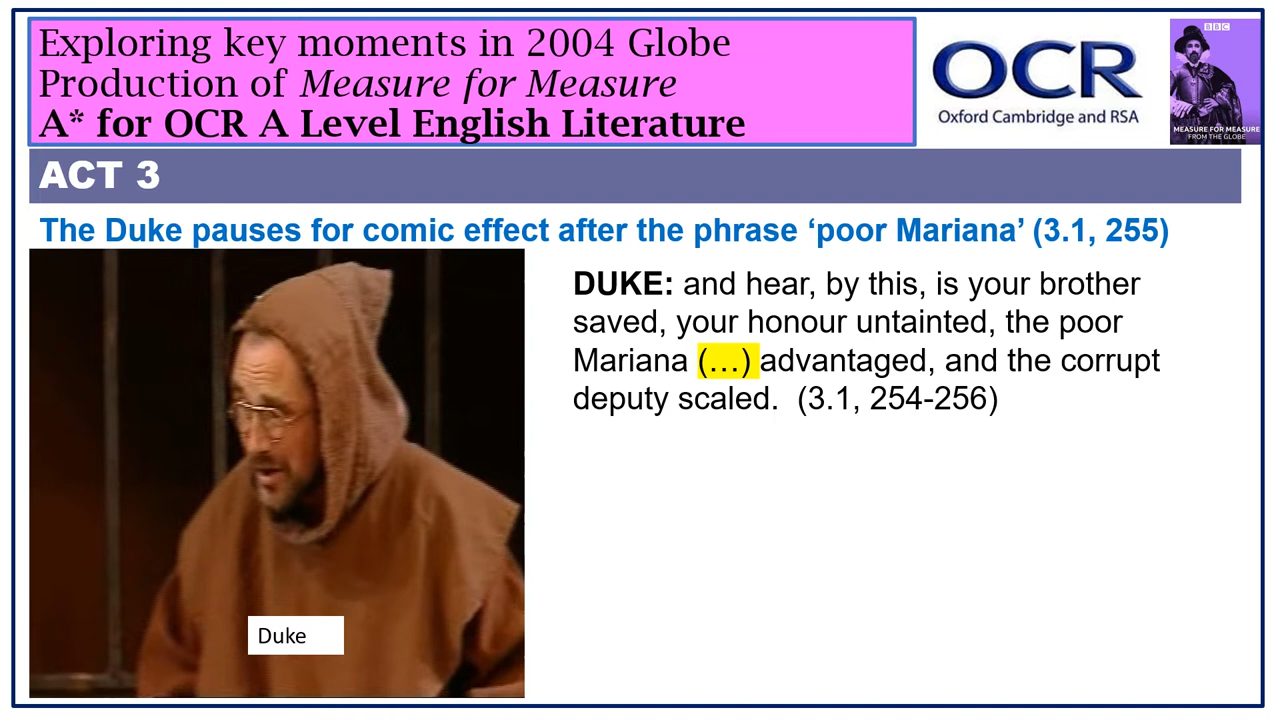 Exploring key moments in 2004 Globe
Production of Measure for Measure
A* for OCR A Level English Literature
OCR
Oxford Cambridge and RSA
BBC
MEASURE FOR MEASURE
FROM THE GLOBE
ACT 3
The Duke pauses for comic effect after the phrase ‘poor Mariana’ (3.1, 255)
DUKE: and hear, by this, is your brother
saved, your honour untainted, the poor
Mariana (…) advantaged, and the corrupt
deputy scaled. (3.1, 254-256)
Duke